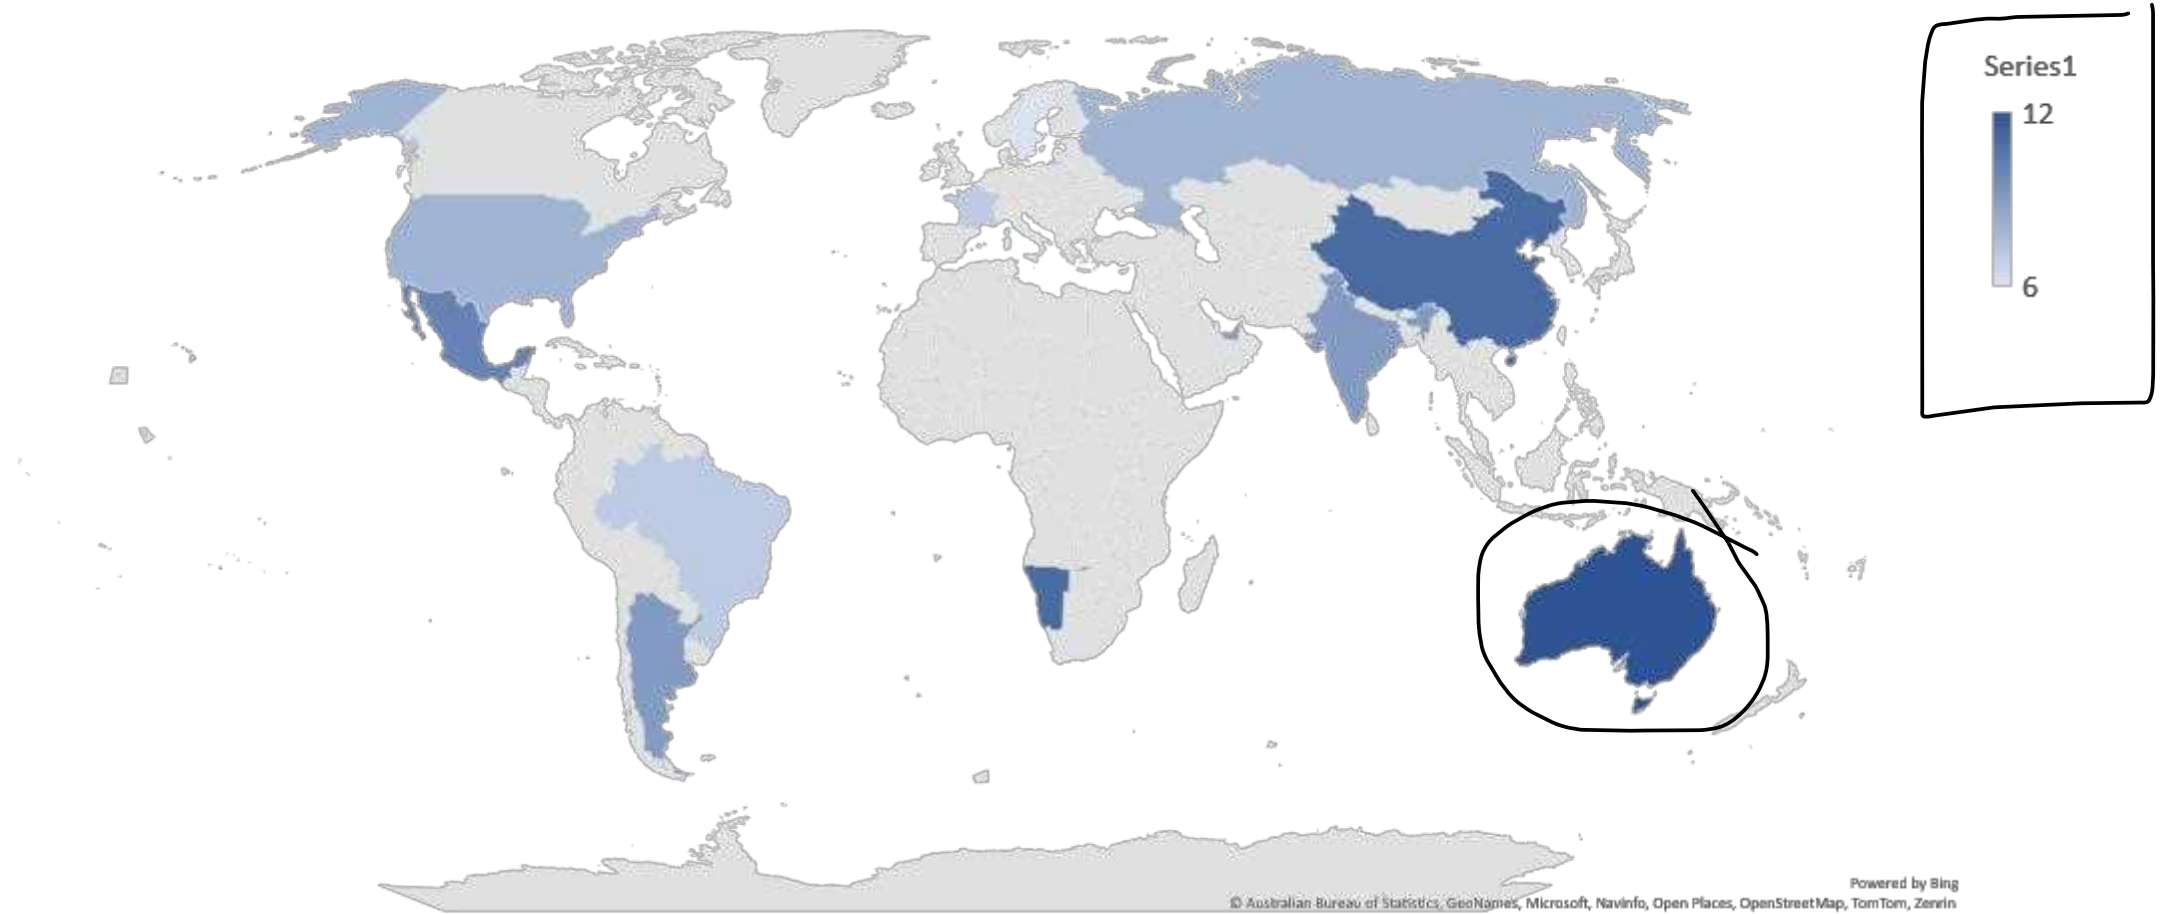 Series1
12
6
Powered by Bing
© Australian Bureau of Statistics, GeoNames, Microsoft, Navinfo, Open Places, OpenStreetMap, TomTom, Zenrin